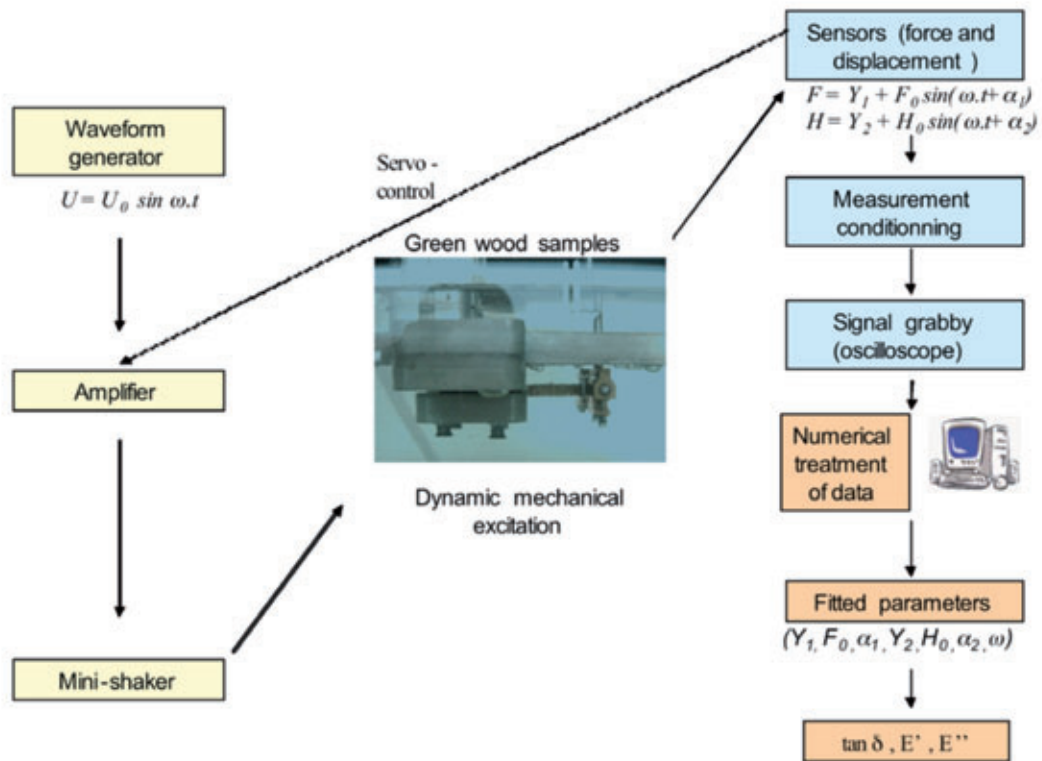 Waveform
generator
U = U₀ sin ω.t
Amplifier
Mini-shaker
Servo -
control
Green wood samples
Dynamic mechanical
excitation
Sensors (force and
displacement )
F = Y₁ + F₀ sin(ω.t+ α₁)
H= Y₂ + H₀ sin(ω.t+ α₂)
Measurement
conditionning
Signal grabby
(oscilloscope)
Numerical
treatment
of data
Fitted parameters
(Y₁, F₀, α₁, Y₂, H₀, α₂, ω)
tan δ , E’ , E’’